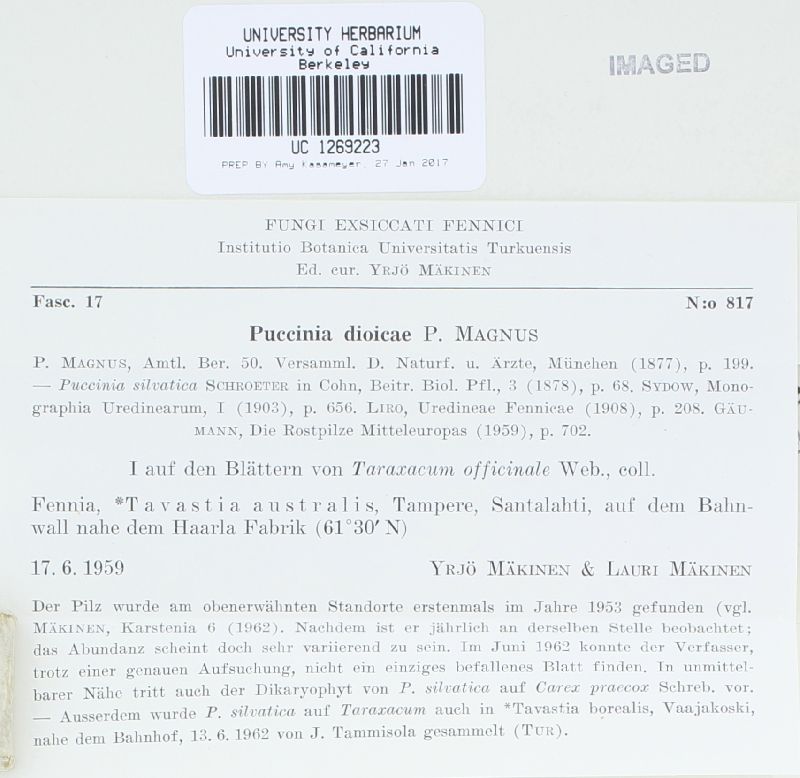 UNIVERSITY HERBARIUM
University of California
Berkeley
IMAGED
UC 1269223
PREP BY Amy Kasameyer, 27 Jan 2017
FUNGI EXSICCATI FENNICI
Institutio Botanica Universitatis Turkuensis
Ed. cur. YRJÖ MÄKINEN
Fasc. 17 N:o 817
Puccinia dioicae P. MAGNUS
P. MAGNUS, Amtl. Ber. 50. Versamml. D. Naturf. u. Ärzte, München (1877), p. 199.
— Puccinia silvatica SCHROETER in Cohn, Beitr. Biol. Pfl., 3 (1878), p. 68. SYDOW, Mono-
graphia Uredinearum, I (1903), p. 656. LIRO, Uredineae Fennicae (1908), p. 208. GÄU-
MANN, Die Rostpilze Mitteleuropas (1959), p. 702.
I auf den Blättern von Taraxacum officinale Web., coll.
Fennia, *Tavastia australis, Tampere, Santalahti, auf dem Bahn-
wall nahe dem Haarla Fabrik (61°30′ N)
17. 6. 1959 YRJÖ MÄKINEN & LAURI MÄKINEN
Der Pilz wurde am obenerwähnten Standorte erstenmals im Jahre 1953 gefunden (vgl.
MÄKINEN, Karstenia 6 (1962). Nachdem ist er jährlich an derselben Stelle beobachtet;
das Abundanz scheint doch sehr variierend zu sein. Im Juni 1962 konnte der Verfasser,
trotz einer genauen Aufsuchung, nicht ein einziges befallenes Blatt finden. In unmittel-
barer Nähe tritt auch der Dikaryophyt von P. silvatica auf Carex praecox Schreb. vor.
— Ausserdem wurde P. silvatica auf Taraxacum auch in *Tavastia borealis, Vaajakoski,
nahe dem Bahnhof, 13. 6. 1962 von J. Tammisola gesammelt (TUR).